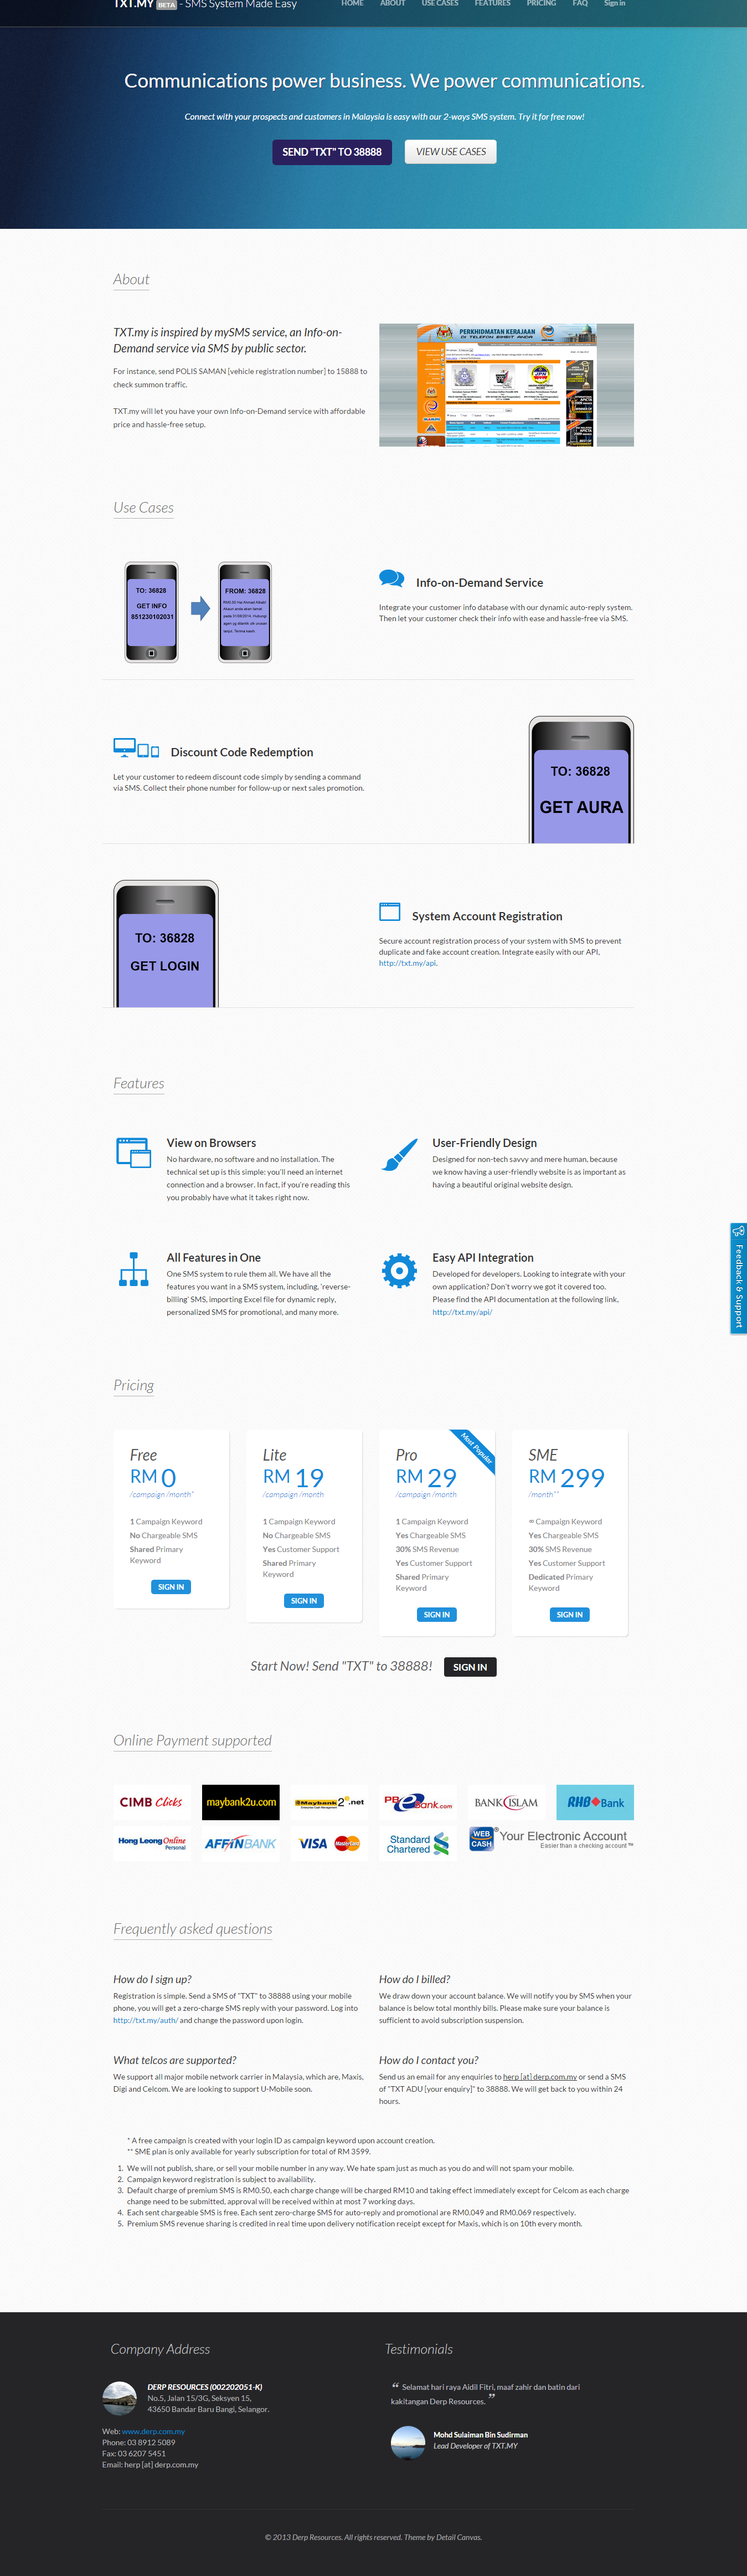 TXT.MY BETA - SMS System Made Easy
HOME ABOUT USE CASES FEATURES PRICING FAQ Sign in
Communications power business. We power communications.
Connect with your prospects and customers in Malaysia is easy with our 2-ways SMS system. Try it for free now!
SEND "TXT" TO 38888
VIEW USE CASES
About
TXT.my is inspired by mySMS service, an Info-on-
Demand service via SMS by public sector.
For instance, send POLIS SAMAN [vehicle registration number] to 15888 to
check summon traffic.
TXT.my will let you have your own Info-on-Demand service with affordable
price and hassle-free setup.
PERKHIDMATAN KERAJAAN
DI TELEFON BIMBIT ANDA
Use Cases
TO: 36828
GET INFO
851230102031
FROM: 36828
Info-on-Demand Service
Integrate your customer info database with our dynamic auto-reply system.
Then let your customer check their info with ease and hassle-free via SMS.
Discount Code Redemption
Let your customer to redeem discount code simply by sending a command
via SMS. Collect their phone number for follow-up or next sales promotion.
TO: 36828
GET AURA
TO: 36828
GET LOGIN
System Account Registration
Secure account registration process of your system with SMS to prevent
duplicate and fake account creation. Integrate easily with our API,
http://txt.my/api.
Features
View on Browsers
No hardware, no software and no installation. The
technical set up is this simple: you'll need an internet
connection and a browser. In fact, if you're reading this
you probably have what it takes right now.
User-Friendly Design
Designed for non-tech savvy and mere human, because
we know having a user-friendly website is as important as
having a beautiful original website design.
Feedback & Support
All Features in One
One SMS system to rule them all. We have all the
features you want in a SMS system, including, 'reverse-
billing' SMS, importing Excel file for dynamic reply,
personalized SMS for promotional, and many more.
Easy API Integration
Developed for developers. Looking to integrate with your
own application? Don't worry we got it covered too.
Please find the API documentation at the following link,
http://txt.my/api/
Pricing
Free
RM 0
/campaign /month*
1 Campaign Keyword
No Chargeable SMS
Shared Primary
Keyword
SIGN IN
Lite
RM 19
/campaign /month
1 Campaign Keyword
No Chargeable SMS
Yes Customer Support
Shared Primary
Keyword
SIGN IN
Most Populer
Pro
RM 29
/campaign /month
1 Campaign Keyword
Yes Chargeable SMS
30% SMS Revenue
Yes Customer Support
Shared Primary
Keyword
SIGN IN
SME
RM 299
/month**
∞ Campaign Keyword
Yes Chargeable SMS
30% SMS Revenue
Yes Customer Support
Dedicated Primary
Keyword
SIGN IN
Start Now! Send "TXT" to 38888!
SIGN IN
Online Payment supported
CIMB Clicks
maybank2u.com
Maybank2e.net
PBeBank.com
BANK ISLAM
RHB Bank
Hong Leong Online
Personal
AFFIN BANK
VISA MasterCard
Standard
Chartered
WEB
CASH
® Your Electronic Account
Easier than a checking account™
Frequently asked questions
How do I sign up?
Registration is simple. Send a SMS of "TXT" to 38888 using your mobile
phone, you will get a zero-charge SMS reply with your password. Log into
http://txt.my/auth/ and change the password upon login.
How do I billed?
We draw down your account balance. We will notify you by SMS when your
balance is below total monthly bills. Please make sure your balance is
sufficient to avoid subscription suspension.
What telcos are supported?
We support all major mobile network carrier in Malaysia, which are, Maxis,
Digi and Celcom. We are looking to support U-Mobile soon.
How do I contact you?
Send us an email for any enquiries to herp [at] derp.com.my or send a SMS
of "TXT ADU [your enquiry]" to 38888. We will get back to you within 24
hours.
* A free campaign is created with your login ID as campaign keyword upon account creation.
** SME plan is only available for yearly subscription for total of RM 3599.
1. We will not publish, share, or sell your mobile number in any way. We hate spam just as much as you do and will not spam your mobile.
2. Campaign keyword registration is subject to availability.
3. Default charge of premium SMS is RM0.50, each charge change will be charged RM10 and taking effect immediately except for Celcom as each charge
change need to be submitted, approval will be received within at most 7 working days.
4. Each sent chargeable SMS is free. Each sent zero-charge SMS for auto-reply and promotional are RM0.049 and RM0.069 respectively.
5. Premium SMS revenue sharing is credited in real time upon delivery notification receipt except for Maxis, which is on 10th every month.
Company Address
DERP RESOURCES (002202051-K)
No.5, Jalan 15/3G, Seksyen 15,
43650 Bandar Baru Bangi, Selangor.
Web: www.derp.com.my
Phone: 03 8912 5089
Fax: 03 6207 5451
Email: herp [at] derp.com.my
Testimonials
“ Selamat hari raya Aidil Fitri, maaf zahir dan batin dari
kakitangan Derp Resources. ”
Mohd Sulaiman Bin Sudirman
Lead Developer of TXT.MY
© 2013 Derp Resources. All rights reserved. Theme by Detail Canvas.